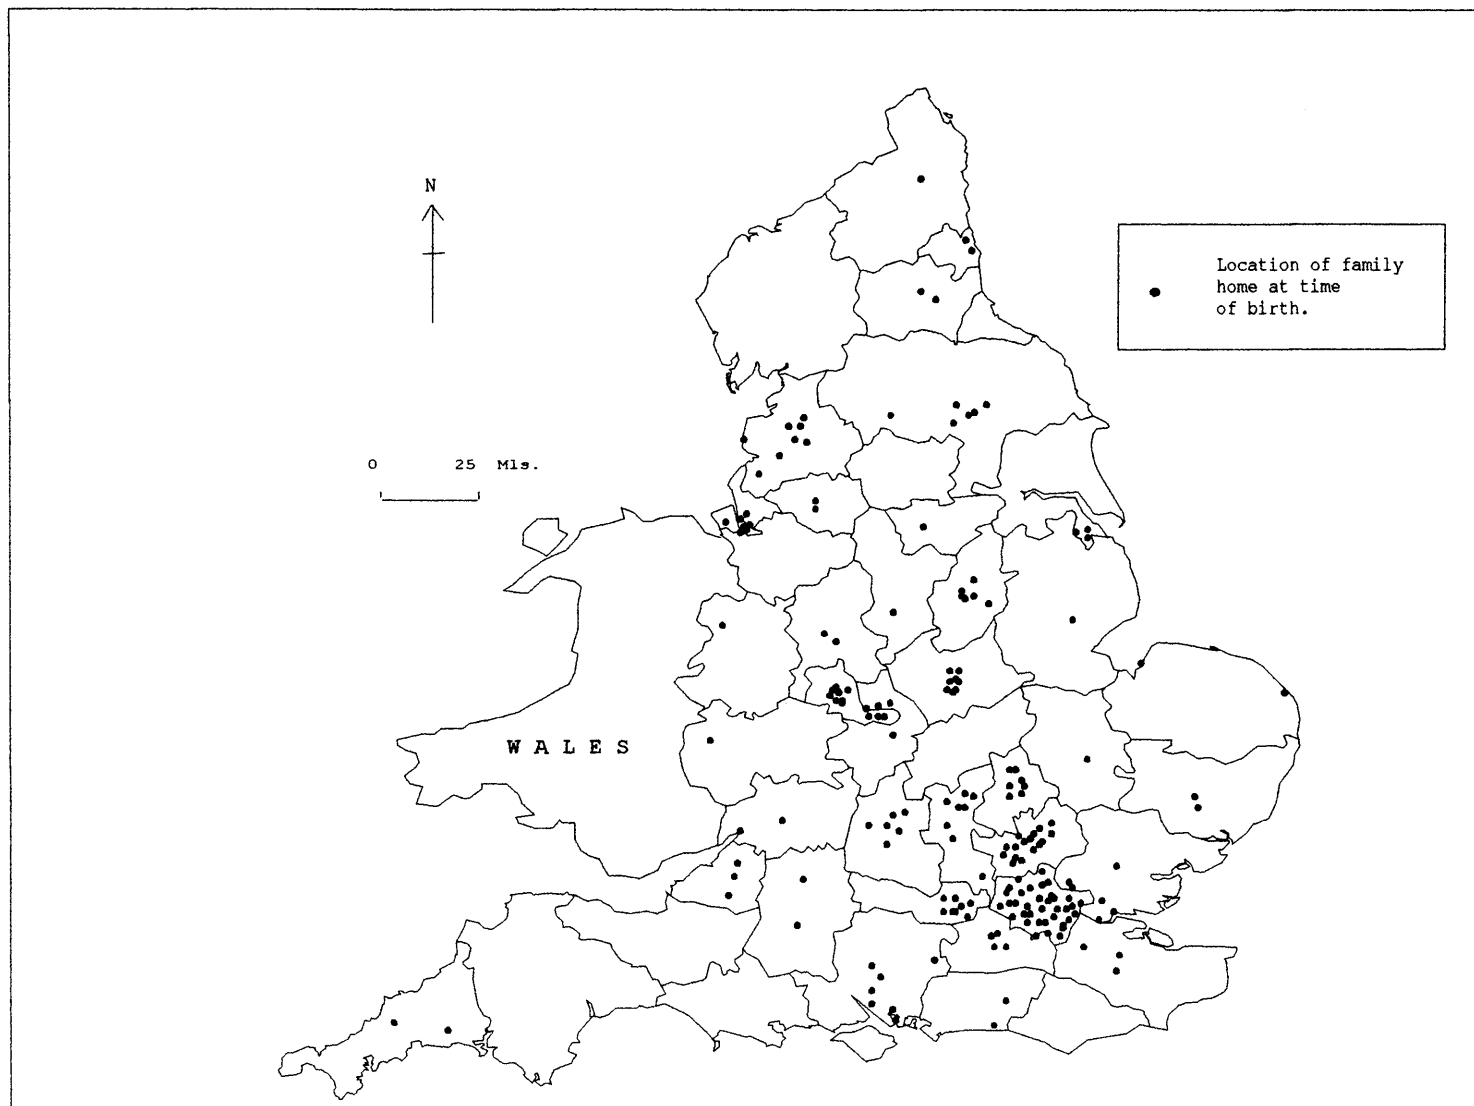 N
Location of family
home at time
of birth.
0 25 Mls.
WALES